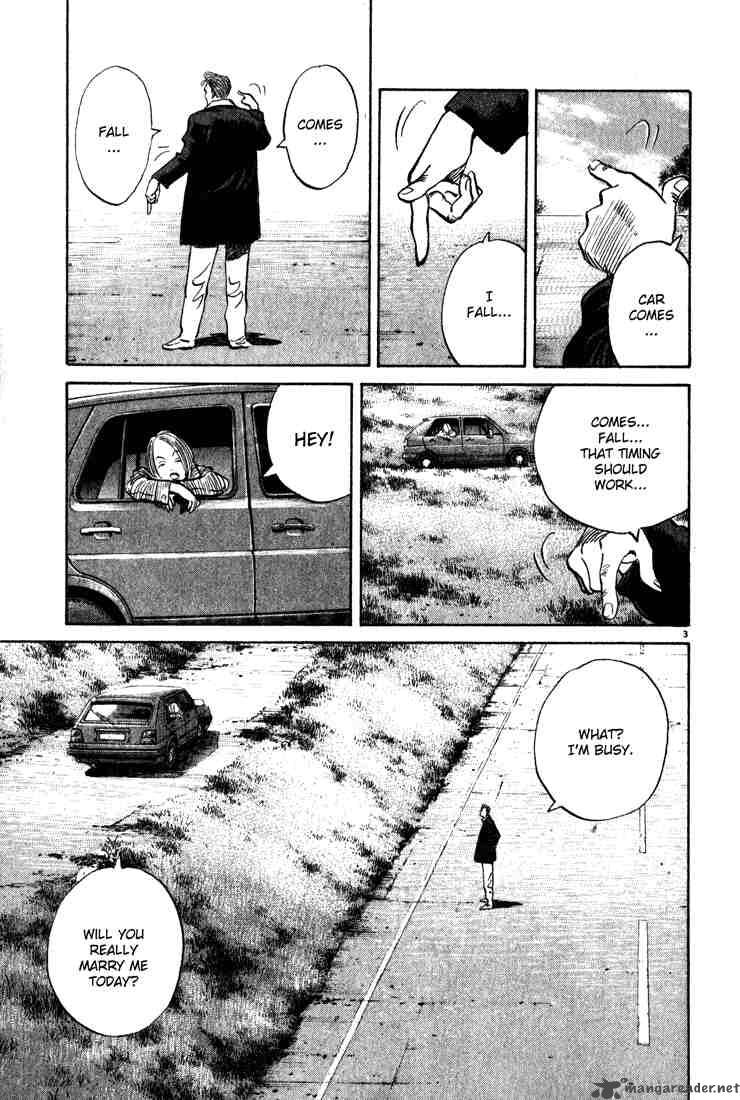 CAR
COMES
...
I
FALL...
COMES
...
FALL
...
COMES...
FALL...
THAT TIMING
SHOULD
WORK...
HEY!
3
WHAT?
I'M BUSY.
WILL YOU
REALLY
MARRY ME
TODAY?
mangareader.net